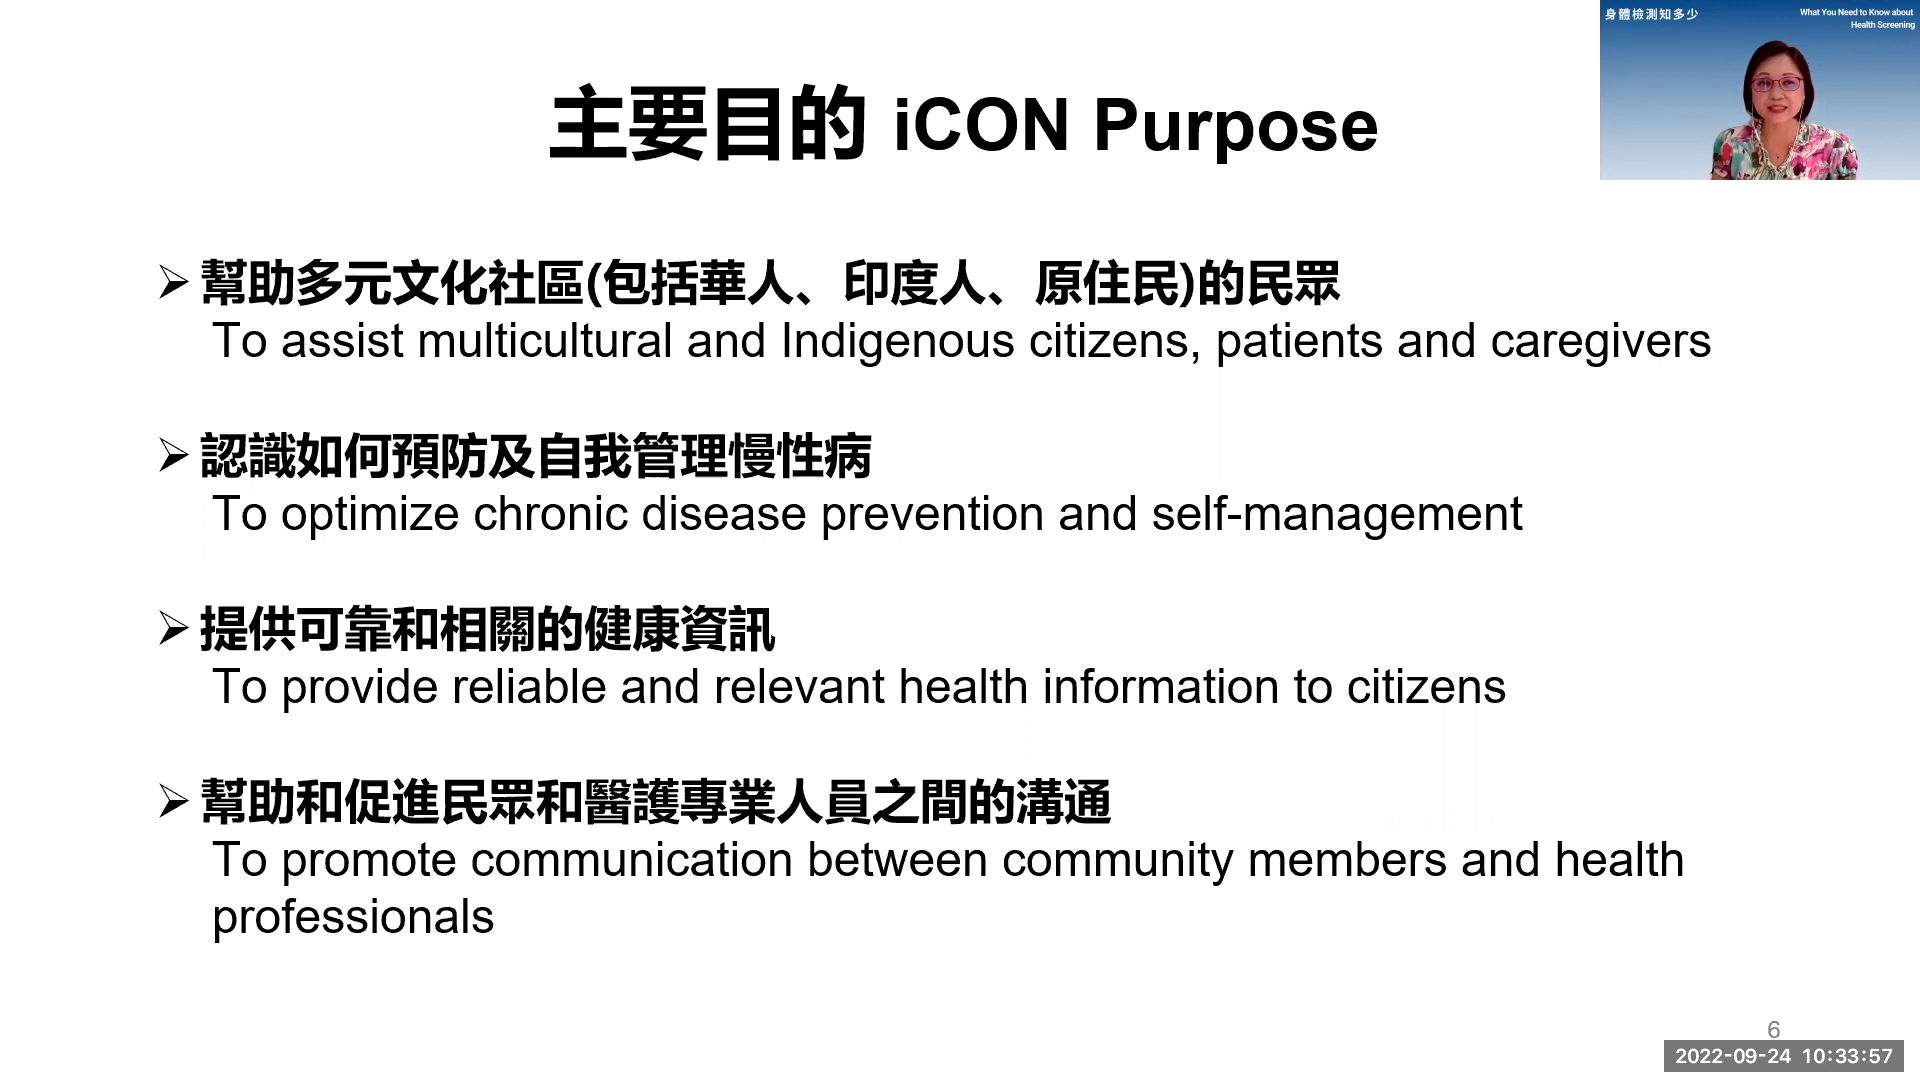 身體檢測知多少
What You Need to Know about
Health Screening
主要目的 iCON Purpose
幫助多元文化社區(包括華人、印度人、原住民)的民眾
To assist multicultural and Indigenous citizens, patients and caregivers
認識如何預防及自我管理慢性病
To optimize chronic disease prevention and self-management
提供可靠和相關的健康資訊
To provide reliable and relevant health information to citizens
幫助和促進民眾和醫護專業人員之間的溝通
To promote communication between community members and health
professionals
6
2022-09-24 10:33:57